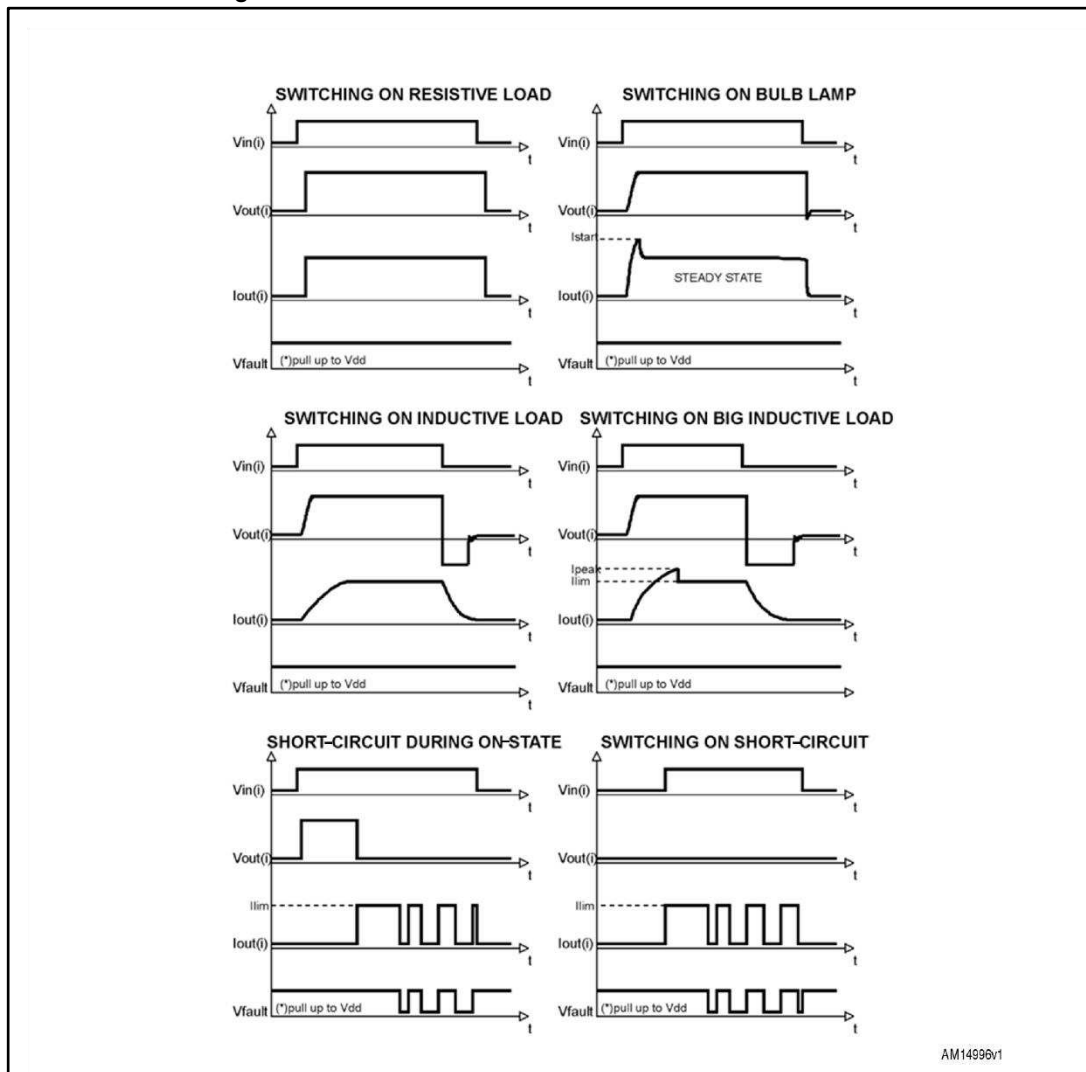 SWITCHING ON RESISTIVE LOAD
Vin(i)
t
Vout(i)
t
Iout(i)
t
Vfault
(*)pull up to Vdd
t
SWITCHING ON BULB LAMP
Vin(i)
t
Vout(i)
t
Istart
STEADY STATE
Iout(i)
t
Vfault
(*)pull up to Vdd
t
SWITCHING ON INDUCTIVE LOAD
Vin(i)
t
Vout(i)
t
Iout(i)
t
Vfault
(*)pull up to Vdd
t
SWITCHING ON BIG INDUCTIVE LOAD
Vin(i)
t
Vout(i)
t
Ipeak
Ilim
Iout(i)
t
Vfault
(*)pull up to Vdd
SHORT-CIRCUIT DURING ON-STATE
Vin(i)
t
Vout(i)
t
Ilim
Iout(i)
t
Vfault
(*)pull up to Vdd
t
SWITCHING ON SHORT-CIRCUIT
Vin(i)
t
Vout(i)
t
Ilim
Iout(i)
t
Vfault
(*)pull up to Vdd
t
AM14996v1